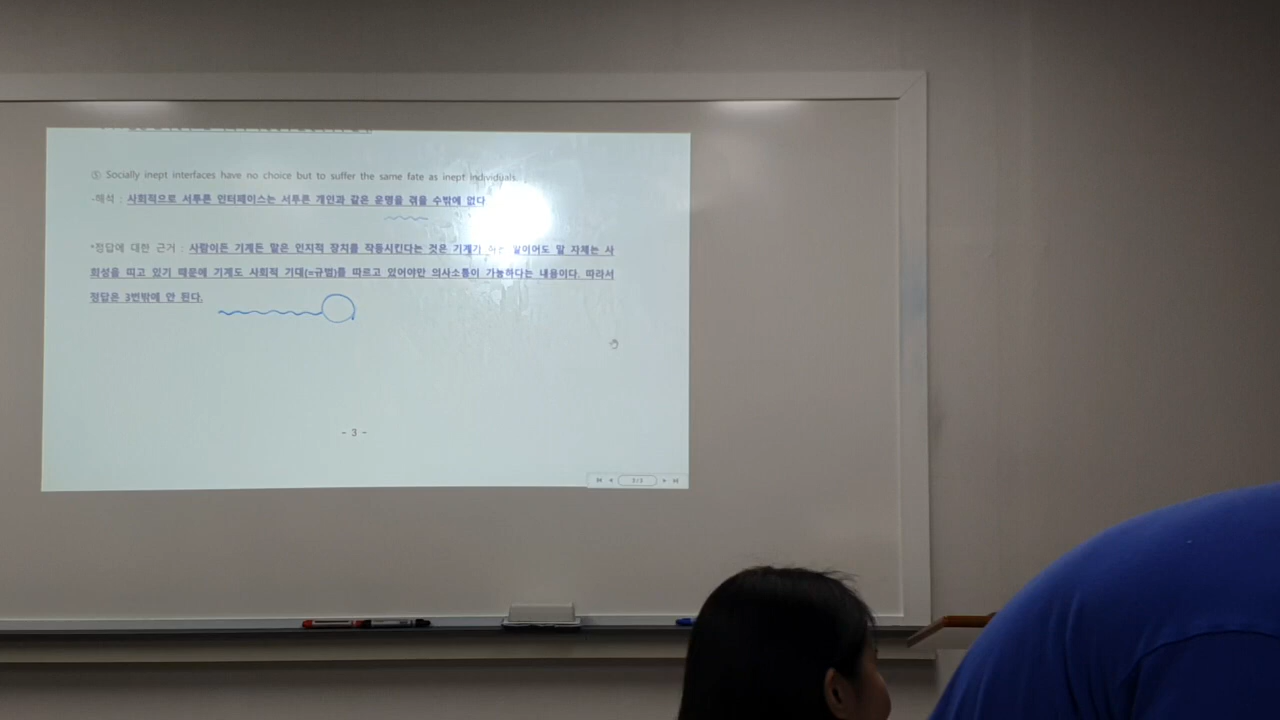 ⑤ Socially inept interfaces have no choice but to suffer the same fate as inept individuals.
-해석 : 사회적으로 서투른 인터페이스는 서투른 개인과 같은 운명을 겪을 수밖에 없다
*정답에 대한 근거 : 사람이든 기계든 말은 인지적 장치를 작동시킨다는 것은 기계가 하는 말이어도 말 자체는 사
회성을 띠고 있기 때문에 기계도 사회적 기대(=규범)를 따르고 있어야만 의사소통이 가능하다는 내용이다. 따라서
정답은 3번밖에 안 된다.
- 3 -
3/3